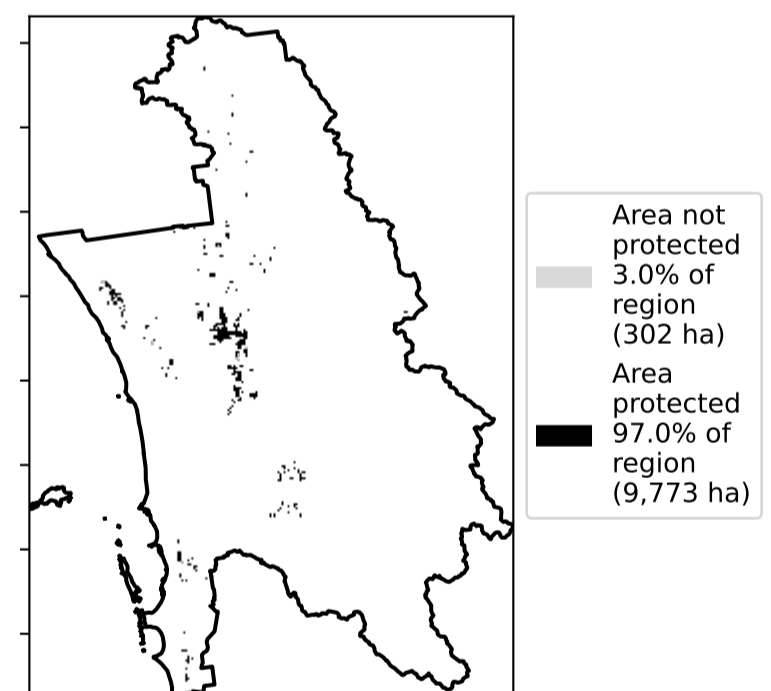 Area not
protected
3.0% of
region
(302 ha)
Area
protected
97.0% of
region
(9,773 ha)